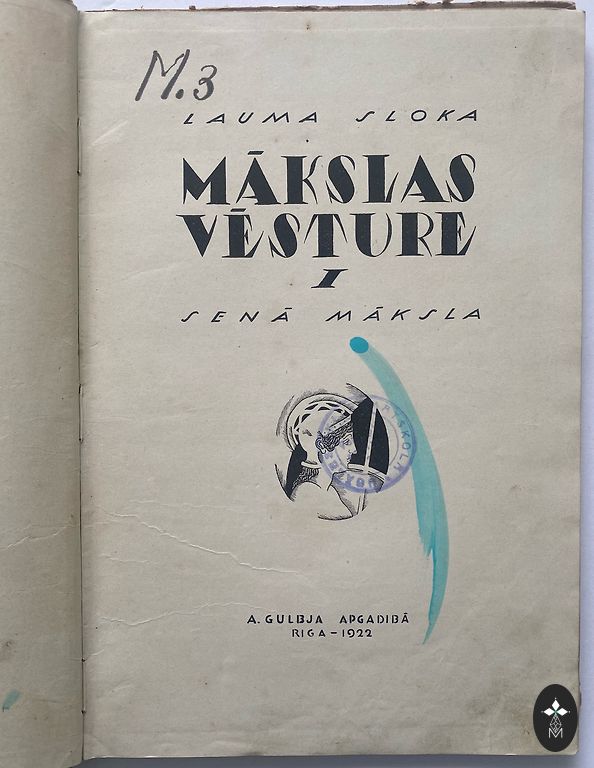 M.3
LAUMA SLOKA
MĀKSLAS
VĒSTURE
I
SENĀ MĀKSLA
A. GULBJA APGADIBĀ
RIGA – 1922
M